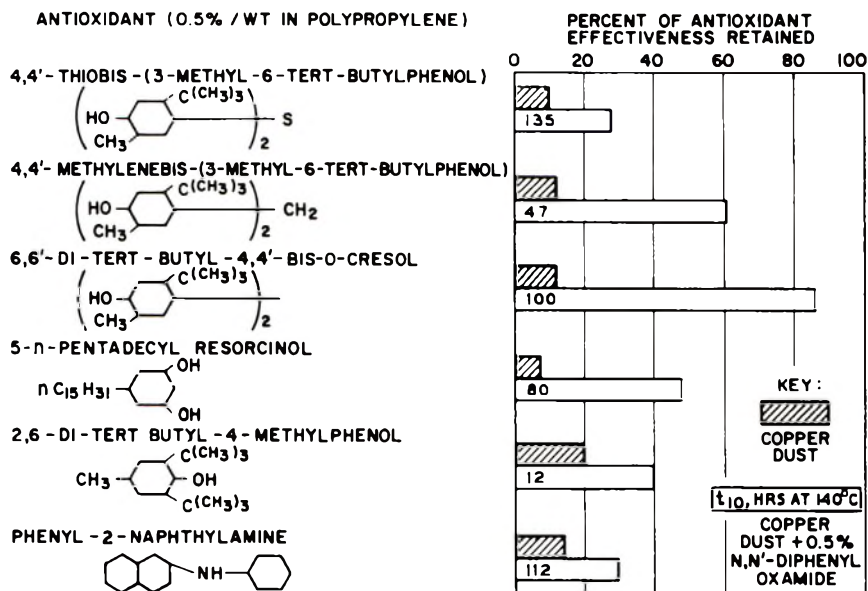 ANTIOXIDANT (0.5% / WT IN POLYPROPYLENE)
PERCENT OF ANTIOXIDANT
EFFECTIVENESS RETAINED
0 20 40 60 80 100
4,4'- THIOBIS - (3-METHYL-6-TERT-BUTYLPHENOL)
C(CH3)3
HO
CH3
2
S
135
4,4'- METHYLENEBIS-(3-METHYL-6-TERT-BUTYLPHENOL)
C(CH3)3
HO
CH3
2
CH2
47
6,6'- DI - TERT - BUTYL - 4,4'- BIS-O-CRESOL
C(CH3)3
HO
CH3
2
100
5-n-PENTADECYL RESORCINOL
OH
n C15 H31
OH
80
KEY:
COPPER
DUST
2,6 - DI - TERT BUTYL - 4 - METHYLPHENOL
C(CH3)3
CH3
OH
C(CH3)3
12
t10, HRS AT 140°C
COPPER
DUST + 0.5%
N,N'- DIPHENYL
OXAMIDE
PHENYL - 2 - NAPHTHYLAMINE
NH
112